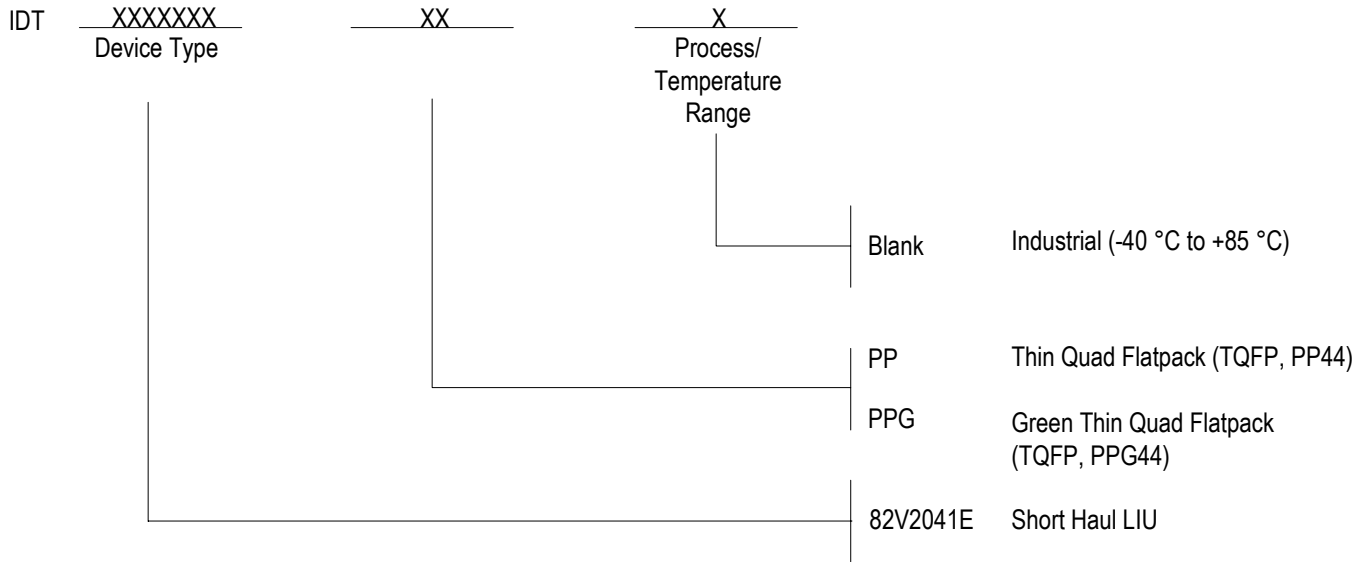 IDT XXXXXXX XX X
Device Type
Process/
Temperature
Range
Blank Industrial (-40 °C to +85 °C)
PP Thin Quad Flatpack (TQFP, PP44)
PPG Green Thin Quad Flatpack
(TQFP, PPG44)
82V2041E Short Haul LIU